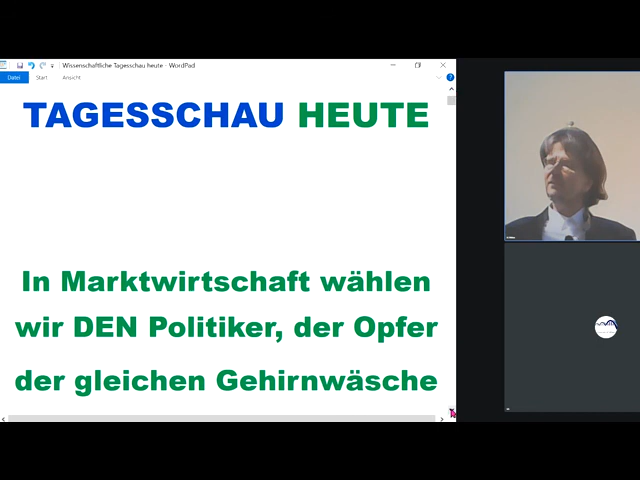 Wissenschaftliche Tagesschau heute - WordPad
Datei Start Ansicht
TAGESSCHAU HEUTE
In Marktwirtschaft wählen
wir DEN Politiker, der Opfer
der gleichen Gehirnwäsche